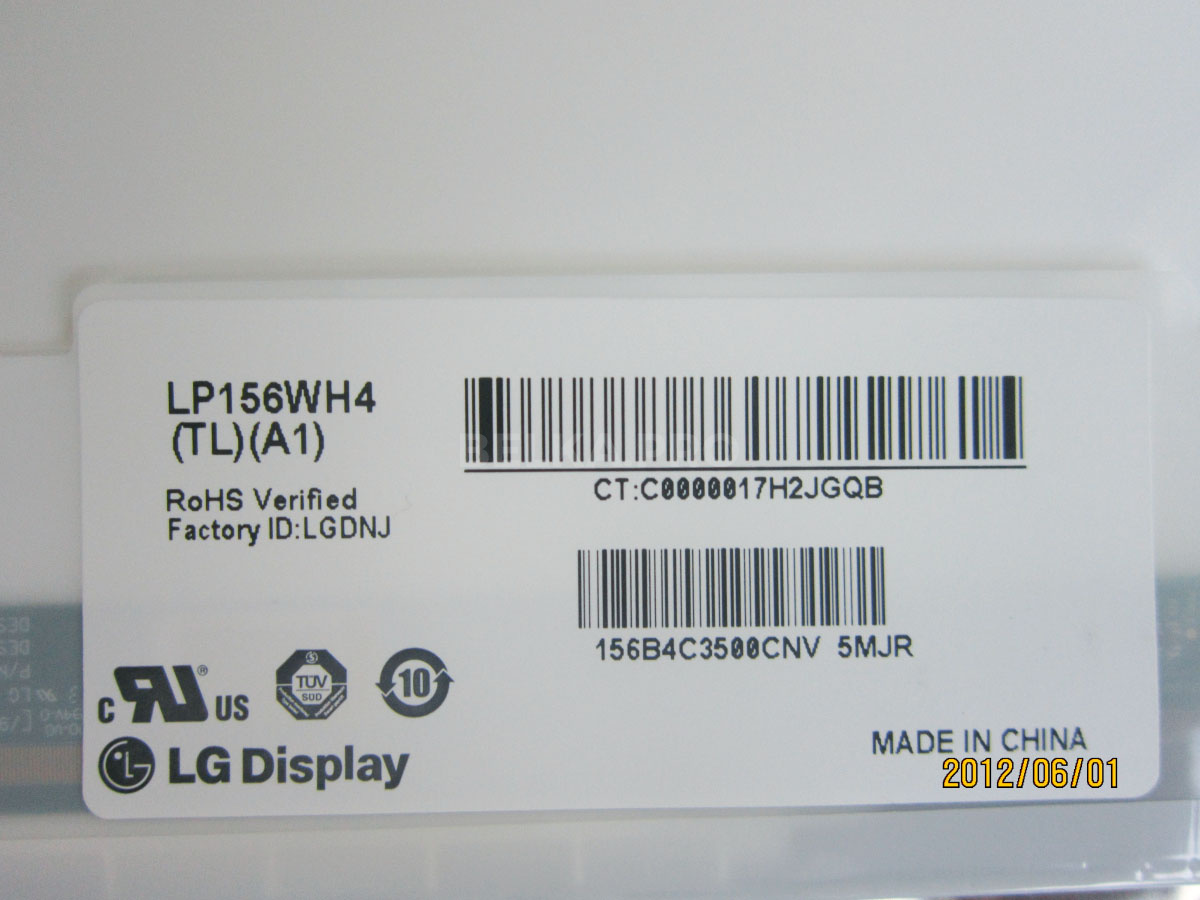 LP156WH4
(TL)(A1)
RoHS Verified
Factory ID:LGDNJ
CT:C0000017H2JGQB
156B4C3500CNV 5MJR
C RU ® US
TÜV
SÜD
10
LG Display
MADE IN CHINA
2012/06/01